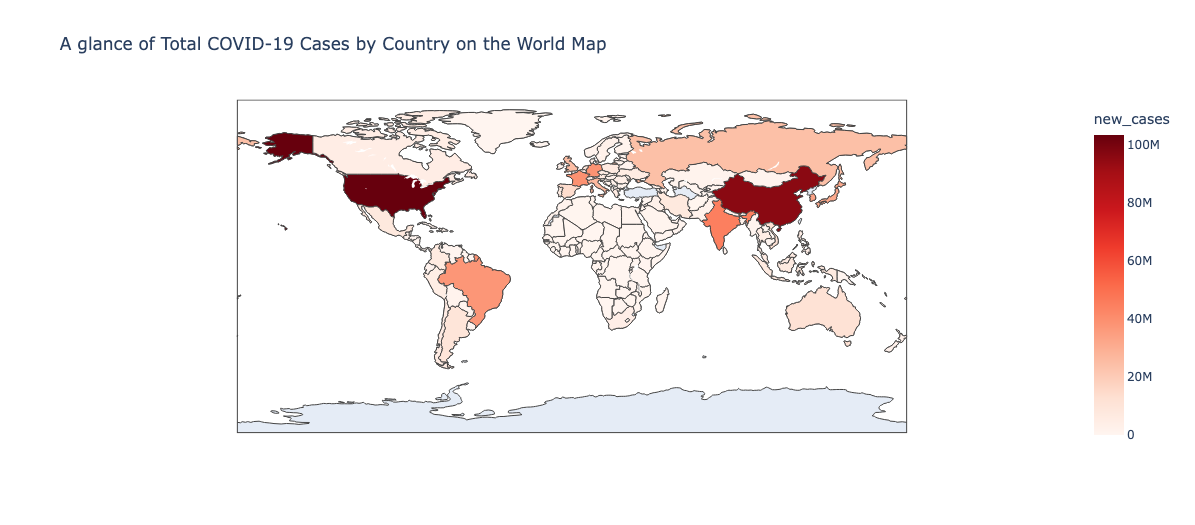 A glance of Total COVID-19 Cases by Country on the World Map
new_cases
100M
80M
60M
40M
20M
0